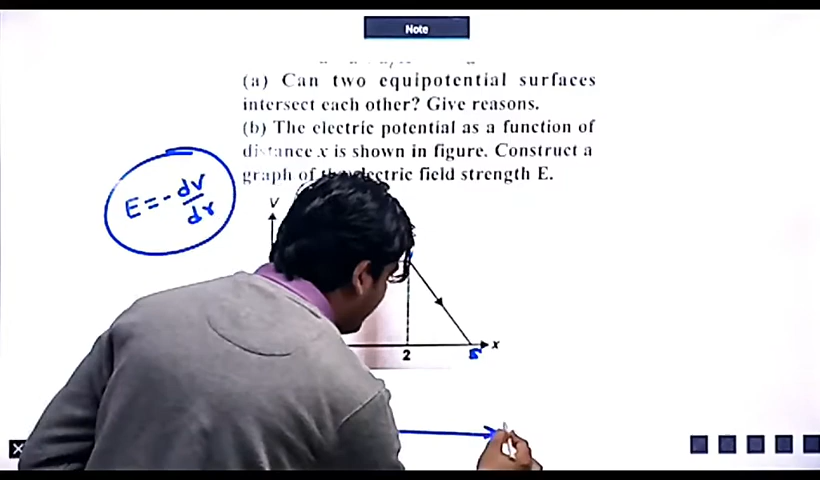 Note
(a) Can two equipotential surfaces
intersect each other? Give reasons.
(b) The electric potential as a function of
distance x is shown in figure. Construct a
graph of the electric field strength E.
E = - dV
dr
V
x
2